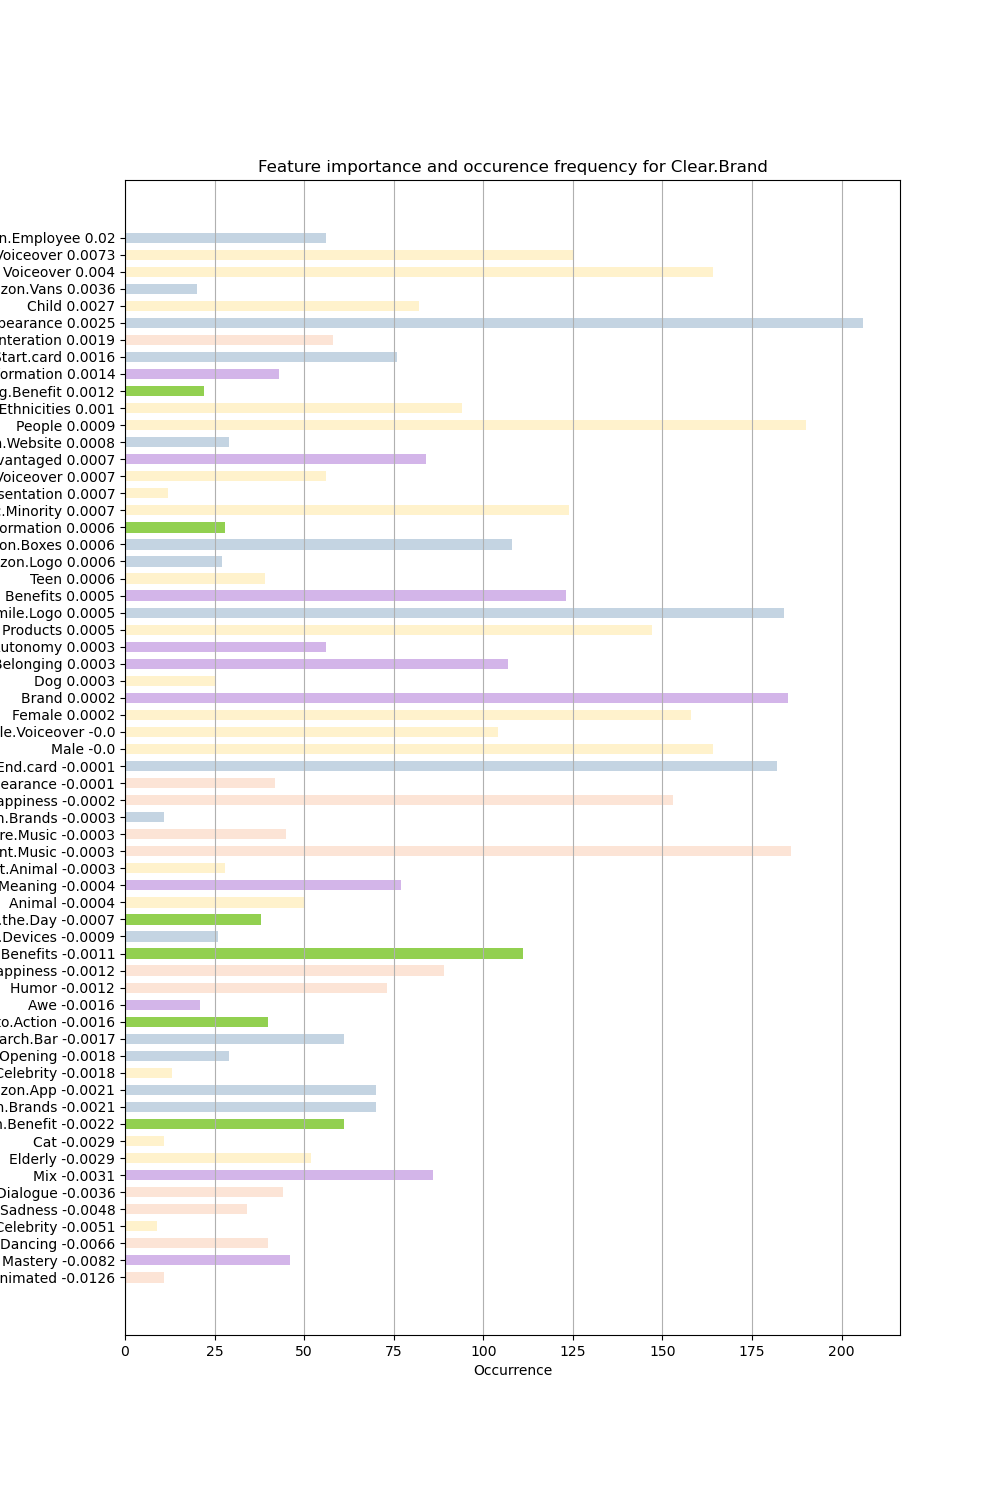 Feature importance and occurence frequency for Clear.Brand
n.Employee 0.02
Voiceover 0.0073
Voiceover 0.004
zon.Vans 0.0036
Child 0.0027
pearance 0.0025
nteration 0.0019
Start.card 0.0016
ormation 0.0014
g.Benefit 0.0012
Ethnicities 0.001
People 0.0009
n.Website 0.0008
vantaged 0.0007
Voiceover 0.0007
sentation 0.0007
c.Minority 0.0007
ormation 0.0006
on.Boxes 0.0006
zon.Logo 0.0006
Teen 0.0006
Benefits 0.0005
mile.Logo 0.0005
Products 0.0005
utonomy 0.0003
Belonging 0.0003
Dog 0.0003
Brand 0.0002
Female 0.0002
le.Voiceover -0.0
Male -0.0
End.card -0.0001
earance -0.0001
appiness -0.0002
n.Brands -0.0003
re.Music -0.0003
nt.Music -0.0003
t.Animal -0.0003
Meaning -0.0004
Animal -0.0004
.the.Day -0.0007
.Devices -0.0009
Benefits -0.0011
appiness -0.0012
Humor -0.0012
Awe -0.0016
to.Action -0.0016
arch.Bar -0.0017
Opening -0.0018
Celebrity -0.0018
zon.App -0.0021
n.Brands -0.0021
n.Benefit -0.0022
Cat -0.0029
Elderly -0.0029
Mix -0.0031
Dialogue -0.0036
Sadness -0.0048
Celebrity -0.0051
Dancing -0.0066
Mastery -0.0082
nimated -0.0126
0 25 50 75 100 125 150 175 200
Occurrence